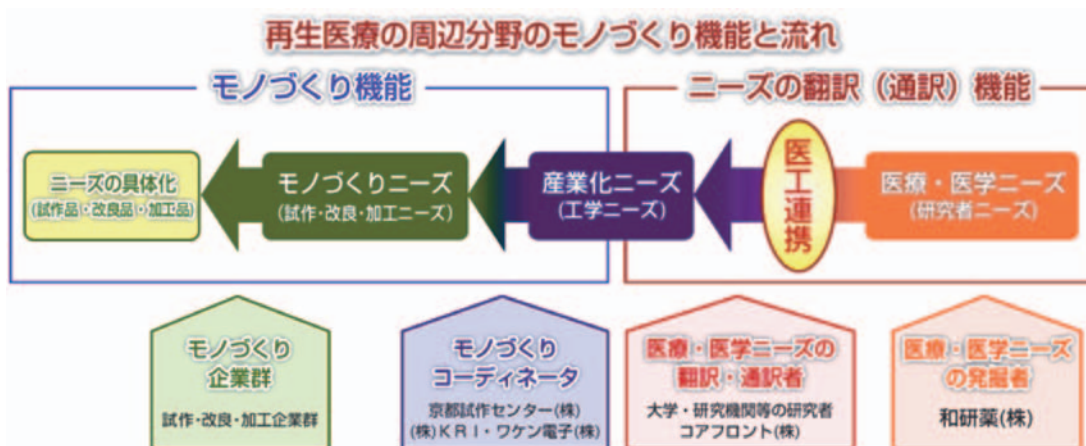 再生医療の周辺分野のモノづくり機能と流れ
モノづくり機能
ニーズの翻訳（通訳）機能
ニーズの具体化
(試作品・改良品・加工品)
モノづくりニーズ
(試作・改良・加工ニーズ)
産業化ニーズ
(工学ニーズ)
医工連携
医療・医学ニーズ
(研究者ニーズ)
モノづくり
企業群
試作・改良・加工企業群
モノづくり
コーディネータ
京都試作センター(株)
(株)KRI・ワケン電子(株)
医療・医学ニーズの
翻訳・通訳者
大学・研究機関等の研究者
コアフロント(株)
医療・医学ニーズ
の発掘者
和研薬(株)